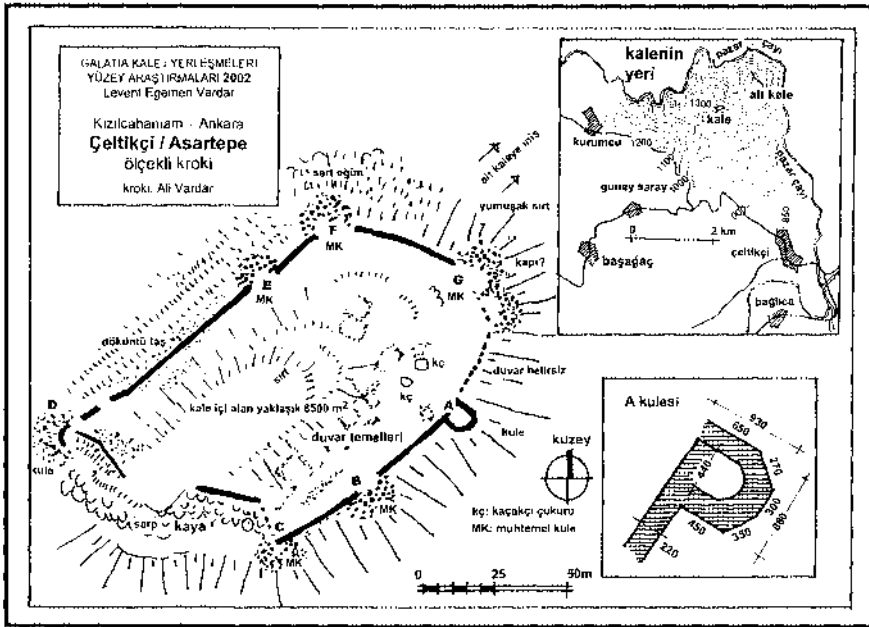 GALATIA KALE / YERLEŞMELERİ
YÜZEY ARAŞTIRMALARI 2002
Levent Egemen Vardar
Kızılcahamam - Ankara
Çeltikçi / Asartepe
ölçekli kroki
kroki. Ali Vardar
kalenin
yeri
pazar çayı
alt kale
1300
kale
kurumcu
1200
1100
1000
pazar çayı
güney saray
0 2 km
850
başağaç
çeltikçi
bağlıca
sert eğim
alt kaleye iniş
yumuşak sırt
F
MK
kapı?
G
MK
E
MK
döküntü taş
sırt
kç
kç
duvar belirsiz
D
kale içi alan yaklaşık 8500 m²
A
kule
duvar temelleri
kule
B
MK
sarp
kaya
C
MK
kuzey
kç: kaçakçı çukuru
MK: muhtemel kule
0 25 50m
A kulesi
930
650
270
440
300
880
450
350
220